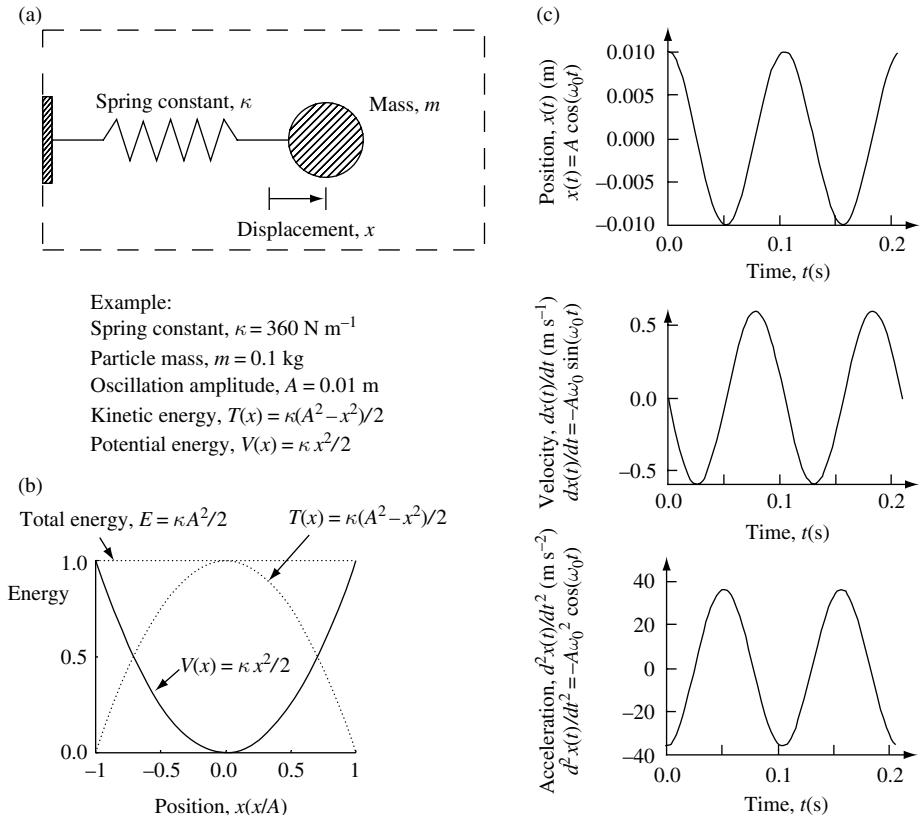 (a)
Spring constant, κ
Mass, m
Displacement, x
Example:
Spring constant, κ = 360 N m⁻¹
Particle mass, m = 0.1 kg
Oscillation amplitude, A = 0.01 m
Kinetic energy, T(x) = κ(A² – x²)/2
Potential energy, V(x) = κ x²/2
(b)
Total energy, E = κA²/2
T(x) = κ(A² – x²)/2
1.0
Energy
0.5
V(x) = κ x²/2
0.0
–1 –0.5 0.0 0.5 1
Position, x(x/A)
(c)
Position, x(t) (m)
x(t) = A cos(ω₀t)
0.010
0.005
0.000
–0.005
–0.010
0.0 0.1 0.2
Time, t(s)
Velocity, dx(t)/dt (m s⁻¹)
dx(t)/dt = –Aω₀ sin(ω₀t)
0.5
0.0
–0.5
0.0 0.1 0.2
Time, t(s)
Acceleration, d²x(t)/dt² (m s⁻²)
d²x(t)/dt² = –Aω₀² cos(ω₀t)
40
20
0
–20
–40
0.0 0.1 0.2
Time, t(s)